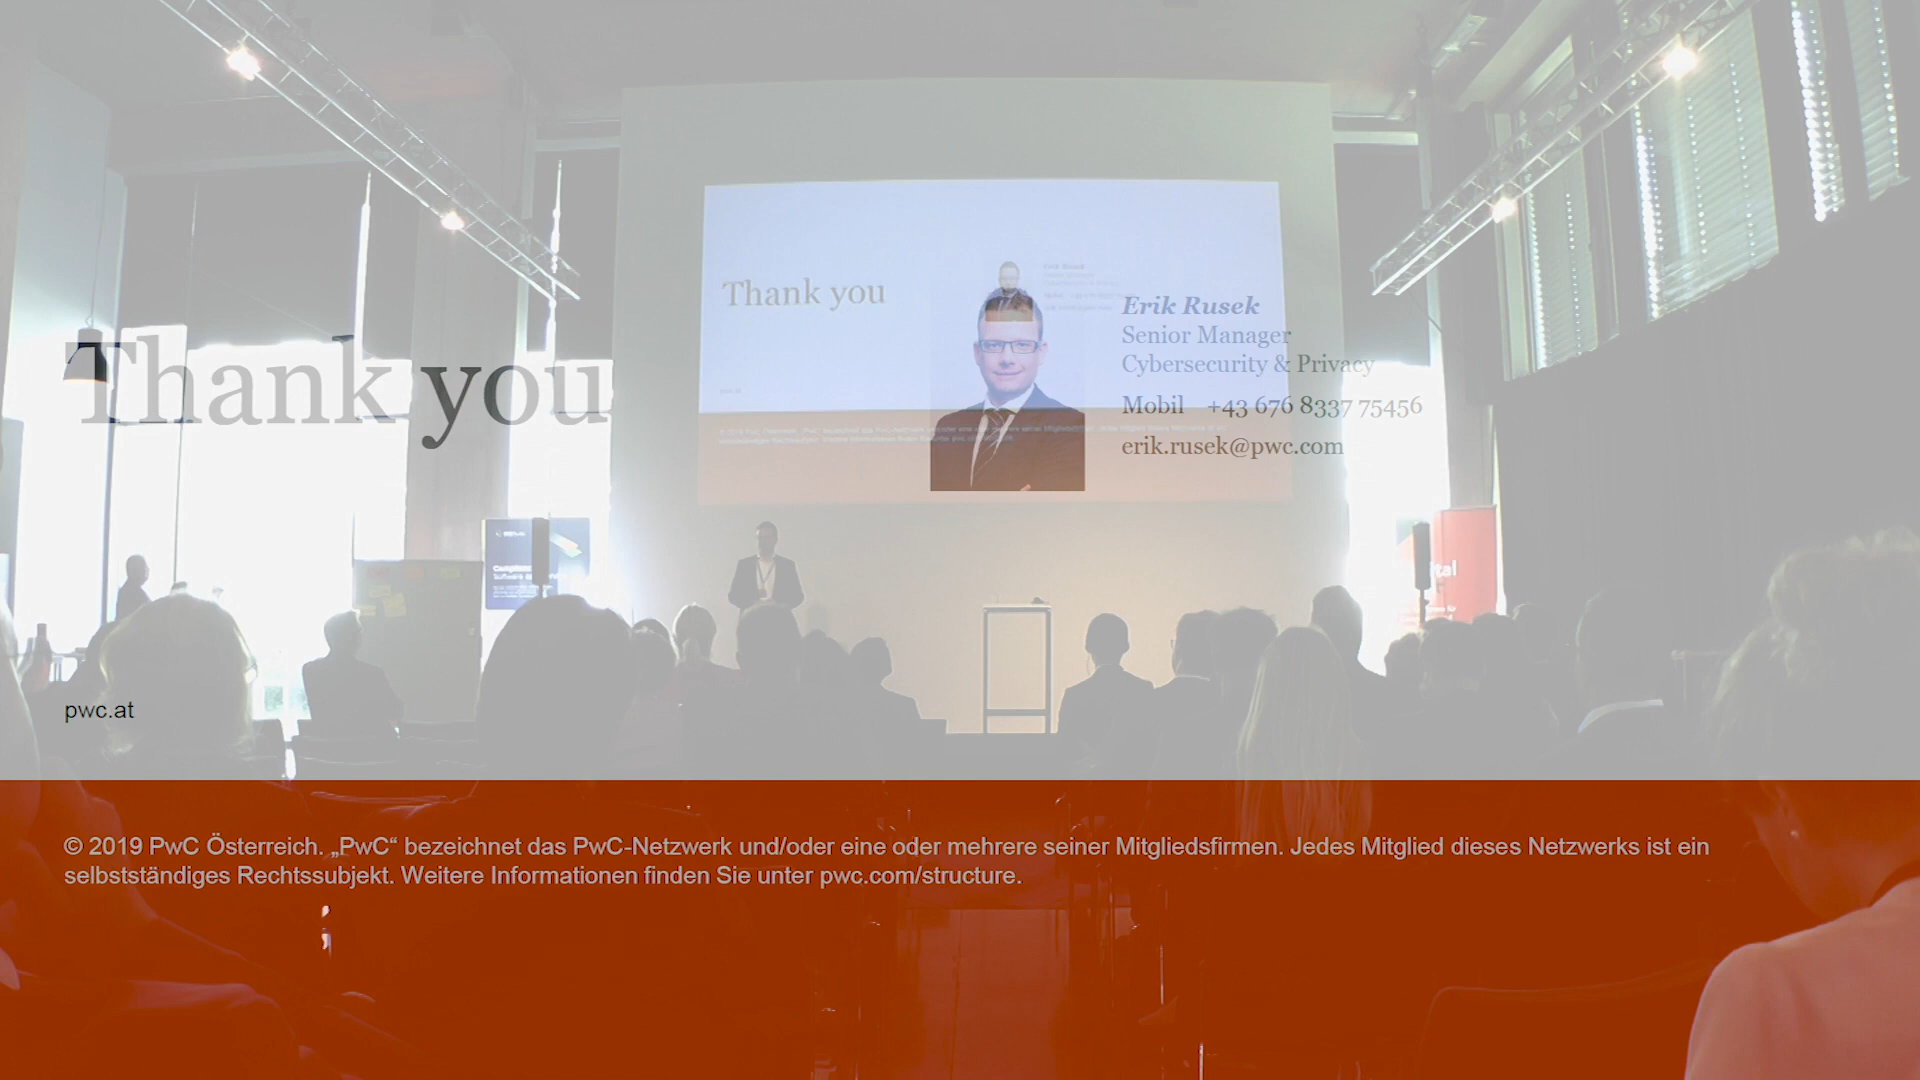 Thank you
Thank you
Erik Rusek
Senior Manager
Cybersecurity & Privacy
Mobil +43 676 8337 75456
erik.rusek@pwc.com
pwc.at
© 2019 PwC Österreich. „PwC“ bezeichnet das PwC-Netzwerk und/oder eine oder mehrere seiner Mitgliedsfirmen. Jedes Mitglied dieses Netzwerks ist ein
selbstständiges Rechtssubjekt. Weitere Informationen finden Sie unter pwc.com/structure.